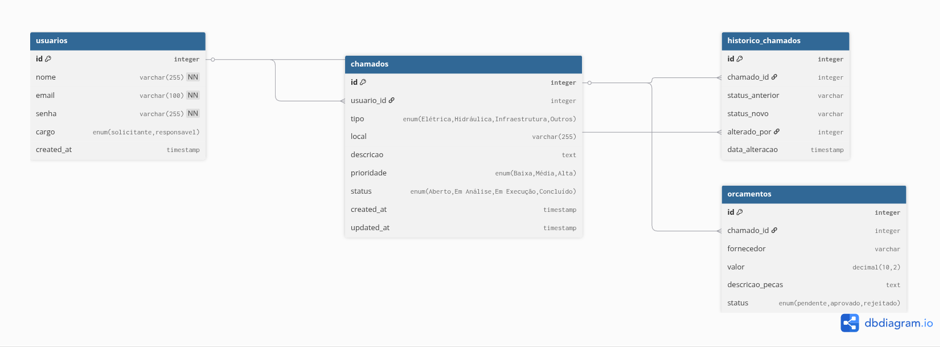 usuarios
id integer
nome varchar(255) NN
email varchar(100) NN
senha varchar(255) NN
cargo enum(solicitante,responsavel)
created_at timestamp
chamados
id integer
usuario_id integer
tipo enum(Elétrica,Hidráulica,Infraestrutura,Outros)
local varchar(255)
descricao text
prioridade enum(Baixa,Média,Alta)
status enum(Aberto,Em Análise,Em Execução,Concluído)
created_at timestamp
updated_at timestamp
historico_chamados
id integer
chamado_id integer
status_anterior varchar
status_novo varchar
alterado_por integer
data_alteracao timestamp
orcamentos
id integer
chamado_id integer
fornecedor varchar
valor decimal(10,2)
descricao_pecas text
status enum(pendente,aprovado,rejeitado)
dbdiagram.io